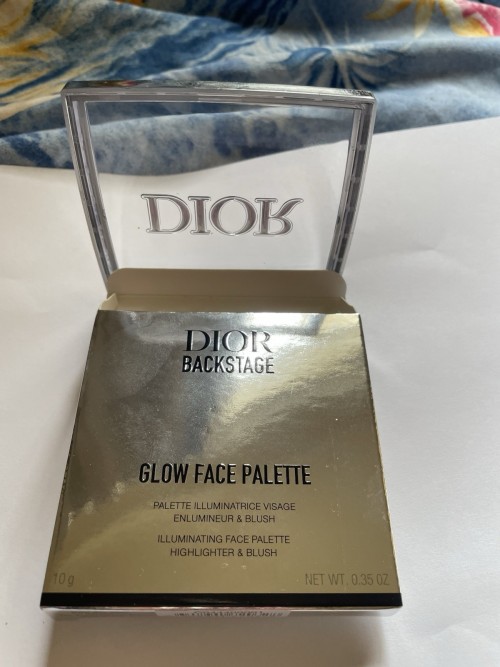 DIOR
DIOR
BACKSTAGE
GLOW FACE PALETTE
PALETTE ILLUMINATRICE VISAGE
ENLUMINEUR & BLUSH
ILLUMINATING FACE PALETTE
HIGHLIGHTER & BLUSH
10 g NET WT. 0.35 OZ